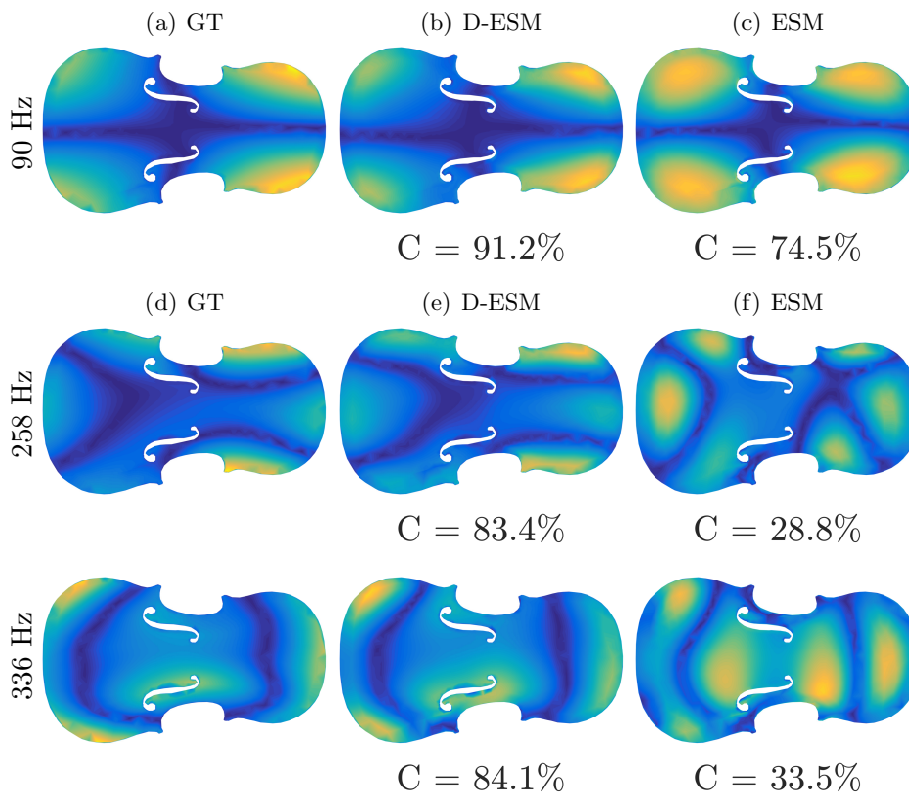 (a) GT
(b) D-ESM
(c) ESM
90 Hz
C = 91.2%
C = 74.5%
(d) GT
(e) D-ESM
(f) ESM
258 Hz
C = 83.4%
C = 28.8%
336 Hz
C = 84.1%
C = 33.5%